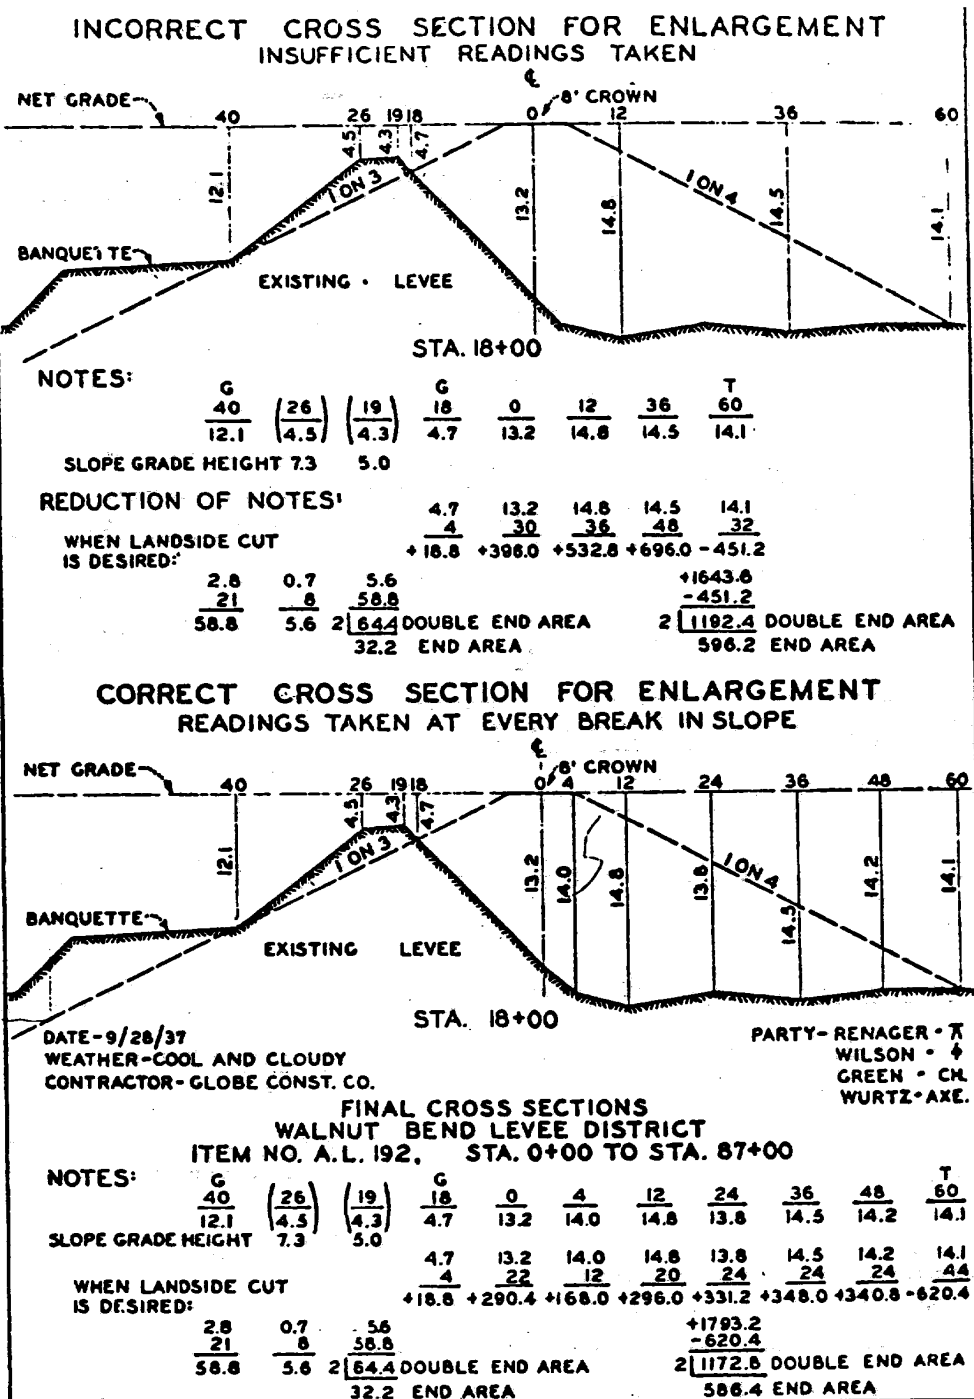 INCORRECT CROSS SECTION FOR ENLARGEMENT
INSUFFICIENT READINGS TAKEN
℄
NET GRADE 8' CROWN
40 26 19 18 0 12 36 60
12.1 4.5 4.3 4.7 13.2 14.8 14.5 14.1
1 ON 3 1 ON 4
BANQUETTE
EXISTING LEVEE
STA. 18+00
NOTES:
G G T
40 (26) (19) 18 0 12 36 60
12.1 (4.5) (4.3) 4.7 13.2 14.8 14.5 14.1
SLOPE GRADE HEIGHT 7.3 5.0
REDUCTION OF NOTES:
4.7 13.2 14.8 14.5 14.1
WHEN LANDSIDE CUT 4 30 36 48 32
IS DESIRED: +18.8 +396.0 +532.8 +696.0 -451.2
2.8 0.7 5.6 +1643.6
21 8 58.8 -451.2
58.8 5.6 2 64.4 DOUBLE END AREA 2 1192.4 DOUBLE END AREA
32.2 END AREA 596.2 END AREA
CORRECT CROSS SECTION FOR ENLARGEMENT
READINGS TAKEN AT EVERY BREAK IN SLOPE
℄
NET GRADE 8' CROWN
40 26 19 18 0 4 12 24 36 48 60
12.1 4.5 4.3 4.7 13.2 14.0 14.8 13.8 14.5 14.2 14.1
1 ON 3 1 ON 4
BANQUETTE
EXISTING LEVEE
STA. 18+00
DATE-9/28/37
WEATHER-COOL AND CLOUDY
CONTRACTOR-GLOBE CONST. CO.
PARTY-RENAGER - ⊼
WILSON - ϕ
GREEN - CH.
WURTZ-AXE.
FINAL CROSS SECTIONS
WALNUT BEND LEVEE DISTRICT
ITEM NO. A.L. 192, STA. 0+00 TO STA. 87+00
NOTES:
G G T
40 (26) (19) 18 0 4 12 24 36 48 60
12.1 (4.5) (4.3) 4.7 13.2 14.0 14.8 13.8 14.5 14.2 14.1
SLOPE GRADE HEIGHT 7.3 5.0
4.7 13.2 14.0 14.8 13.8 14.5 14.2 14.1
WHEN LANDSIDE CUT 4 22 12 20 24 24 24 44
IS DESIRED: +18.8 +290.4 +168.0 +296.0 +331.2 +348.0 +340.8 -620.4
2.8 0.7 5.6 +1793.2
21 8 58.8 -620.4
58.8 5.6 2 64.4 DOUBLE END AREA 2 1172.8 DOUBLE END AREA
32.2 END AREA 586.4 END AREA